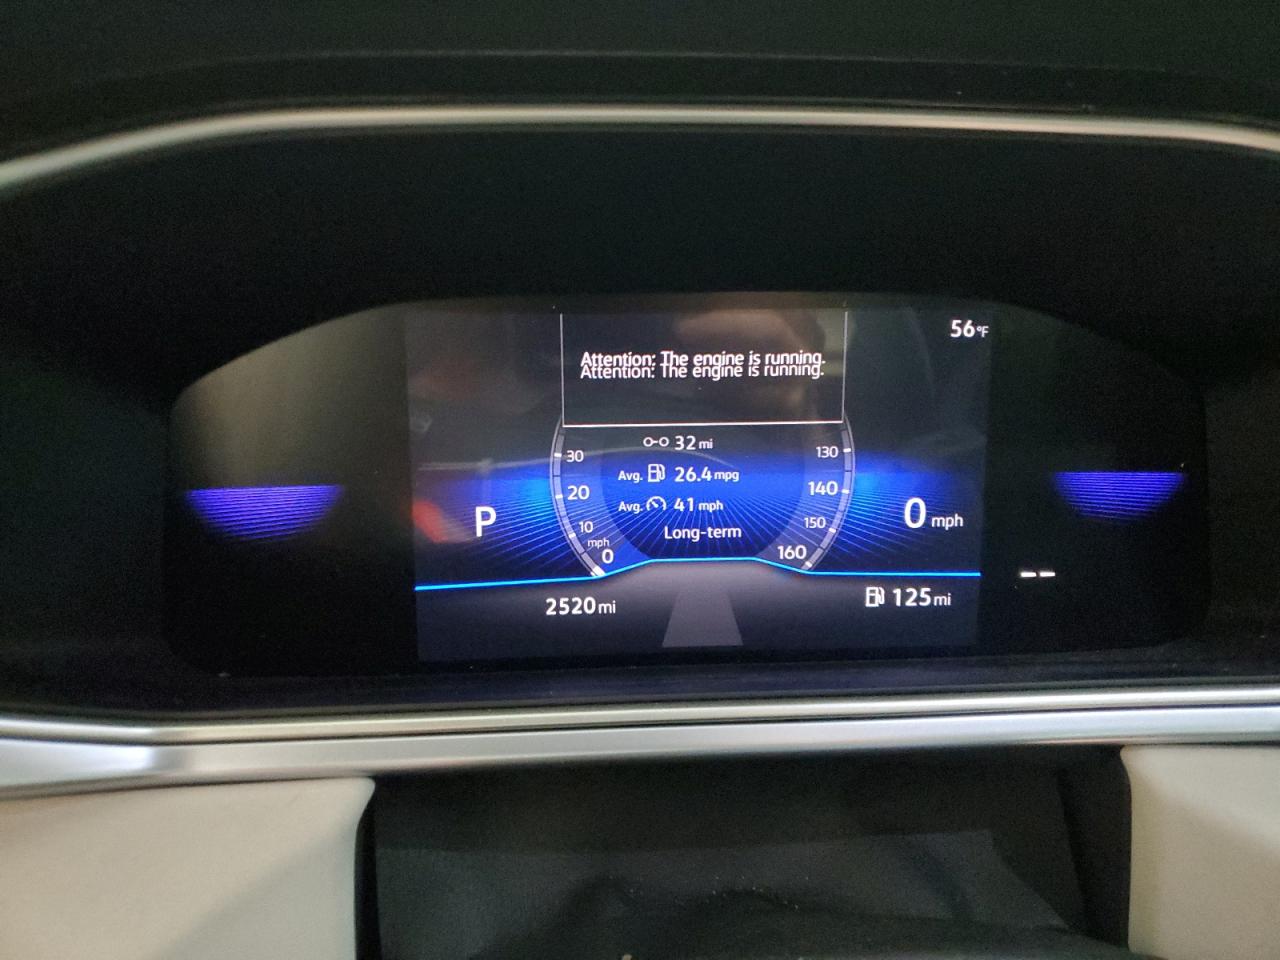 56°F
Attention: The engine is running.
Attention: The engine is running.
32 mi
30
130
Avg. 26.4 mpg
20
140
Avg. 41 mph
P
0 mph
10
150
Long-term
mph
0
160
--
2520 mi
125 mi